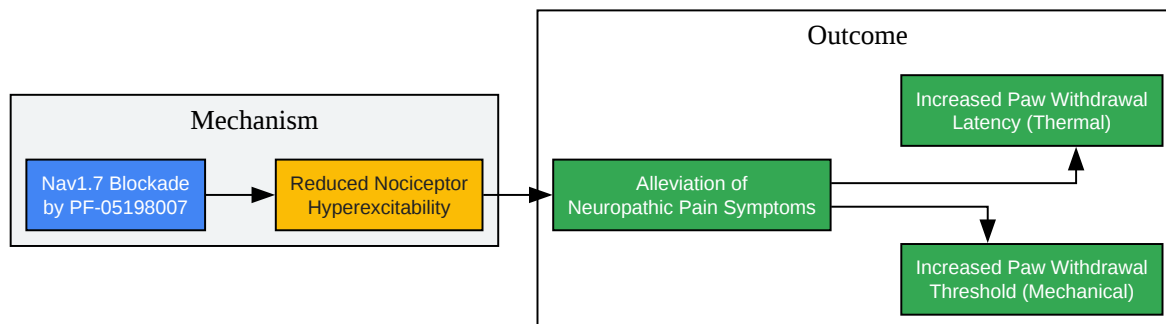 Mechanism
Nav1.7 Blockade
by PF-05198007
Reduced Nociceptor
Hyperexcitability
Outcome
Alleviation of
Neuropathic Pain Symptoms
Increased Paw Withdrawal
Latency (Thermal)
Increased Paw Withdrawal
Threshold (Mechanical)